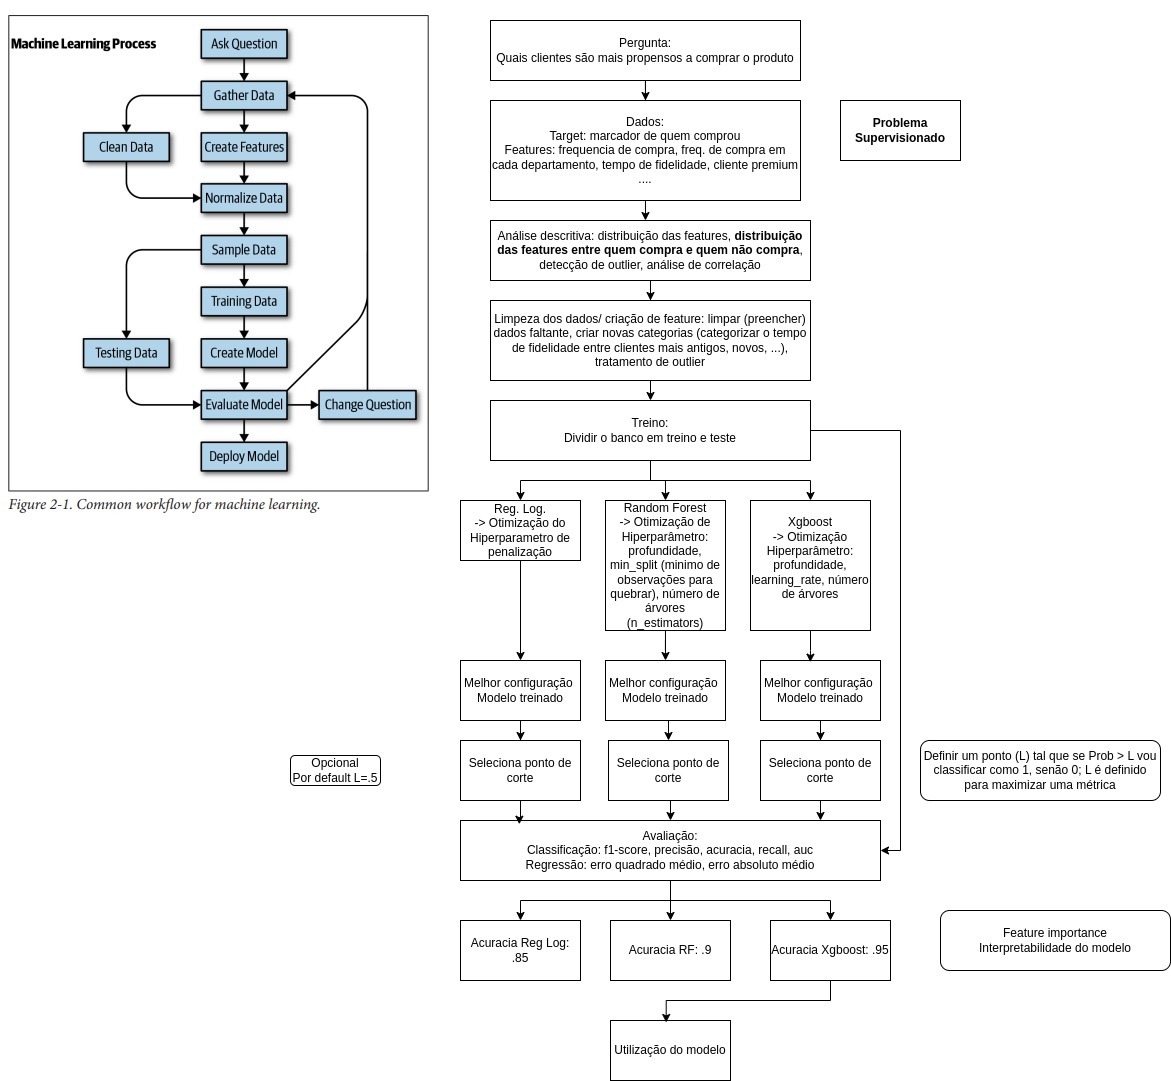 Machine Learning Process
Ask Question
Gather Data
Clean Data
Create Features
Normalize Data
Sample Data
Training Data
Testing Data
Create Model
Evaluate Model
Change Question
Deploy Model
Figure 2-1. Common workflow for machine learning.
Pergunta:
Quais clientes são mais propensos a comprar o produto
Dados:
Target: marcador de quem comprou
Features: frequencia de compra, freq. de compra em
cada departamento, tempo de fidelidade, cliente premium
....
Problema
Supervisionado
Análise descritiva: distribuição das features, distribuição
das features entre quem compra e quem não compra,
detecção de outlier, análise de correlação
Limpeza dos dados/ criação de feature: limpar (preencher)
dados faltante, criar novas categorias (categorizar o tempo
de fidelidade entre clientes mais antigos, novos, ...),
tratamento de outlier
Treino:
Dividir o banco em treino e teste
Reg. Log.
-> Otimização do
Hiperparametro de
penalização
Random Forest
-> Otimização de
Hiperparâmetro:
profundidade,
min_split (minimo de
observações para
quebrar), número de
árvores
(n_estimators)
Xgboost
-> Otimização
Hiperparâmetro:
profundidade,
learning_rate, número
de árvores
Melhor configuração
Modelo treinado
Melhor configuração
Modelo treinado
Melhor configuração
Modelo treinado
Opcional
Por default L=.5
Seleciona ponto de
corte
Seleciona ponto de
corte
Seleciona ponto de
corte
Definir um ponto (L) tal que se Prob > L vou
classificar como 1, senão 0; L é definido
para maximizar uma métrica
Avaliação:
Classificação: f1-score, precisão, acuracia, recall, auc
Regressão: erro quadrado médio, erro absoluto médio
Acuracia Reg Log:
.85
Acuracia RF: .9
Acuracia Xgboost: .95
Feature importance
Interpretabilidade do modelo
Utilização do modelo